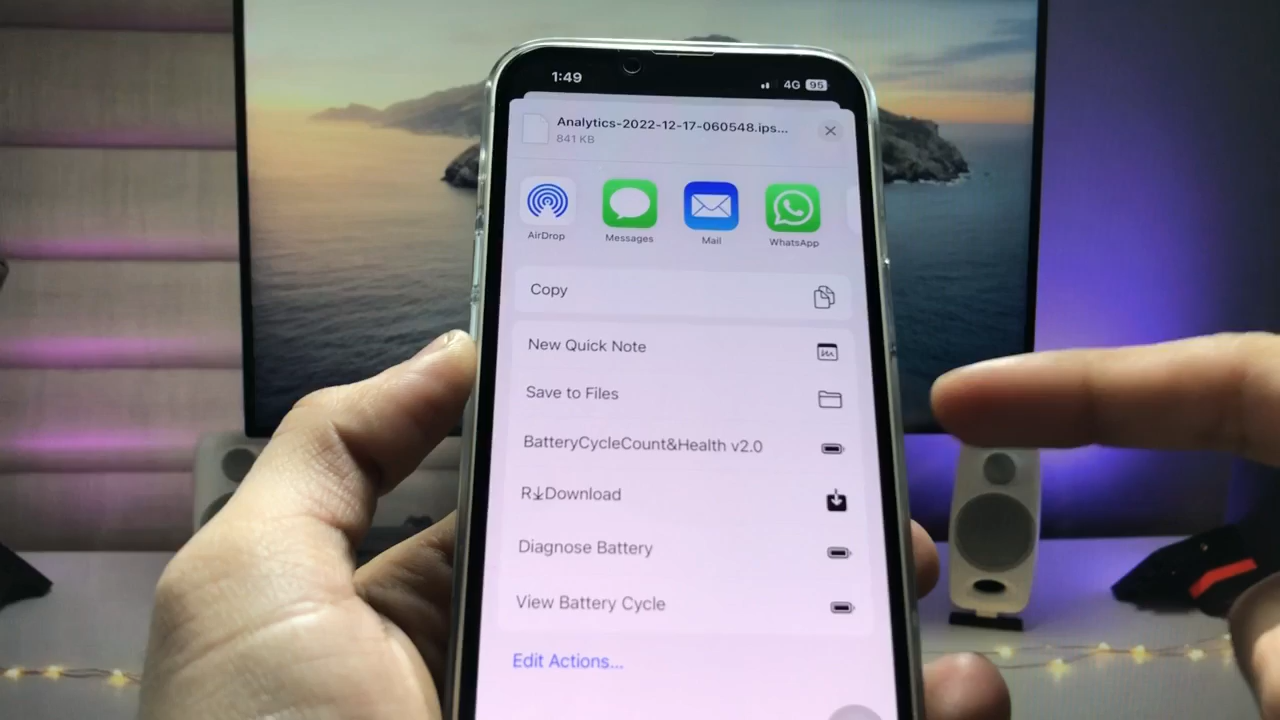 1:49 4G 95
Analytics-2022-12-17-060548.ips...
841 KB
AirDrop Messages Mail WhatsApp
Copy
New Quick Note
Save to Files
BatteryCycleCount&Health v2.0
R↓Download
Diagnose Battery
View Battery Cycle
Edit Actions...